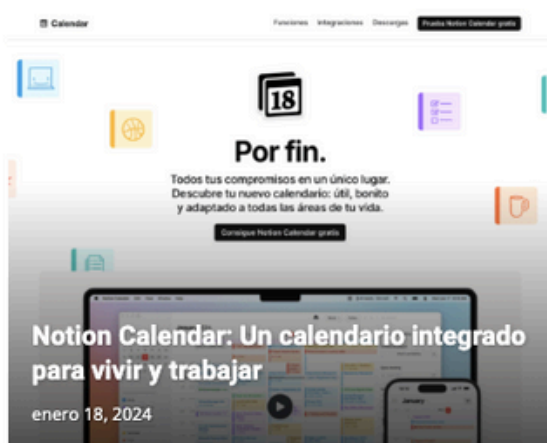 Calendar
Funciones Integraciones Descargas Prueba Notion Calendar gratis
18
Por fin.
Todos tus compromisos en un único lugar.
Descubre tu nuevo calendario: útil, bonito
y adaptado a todas las áreas de tu vida.
Consigue Notion Calendar gratis
Notion Calendar: Un calendario integrado
para vivir y trabajar
January
enero 18, 2024